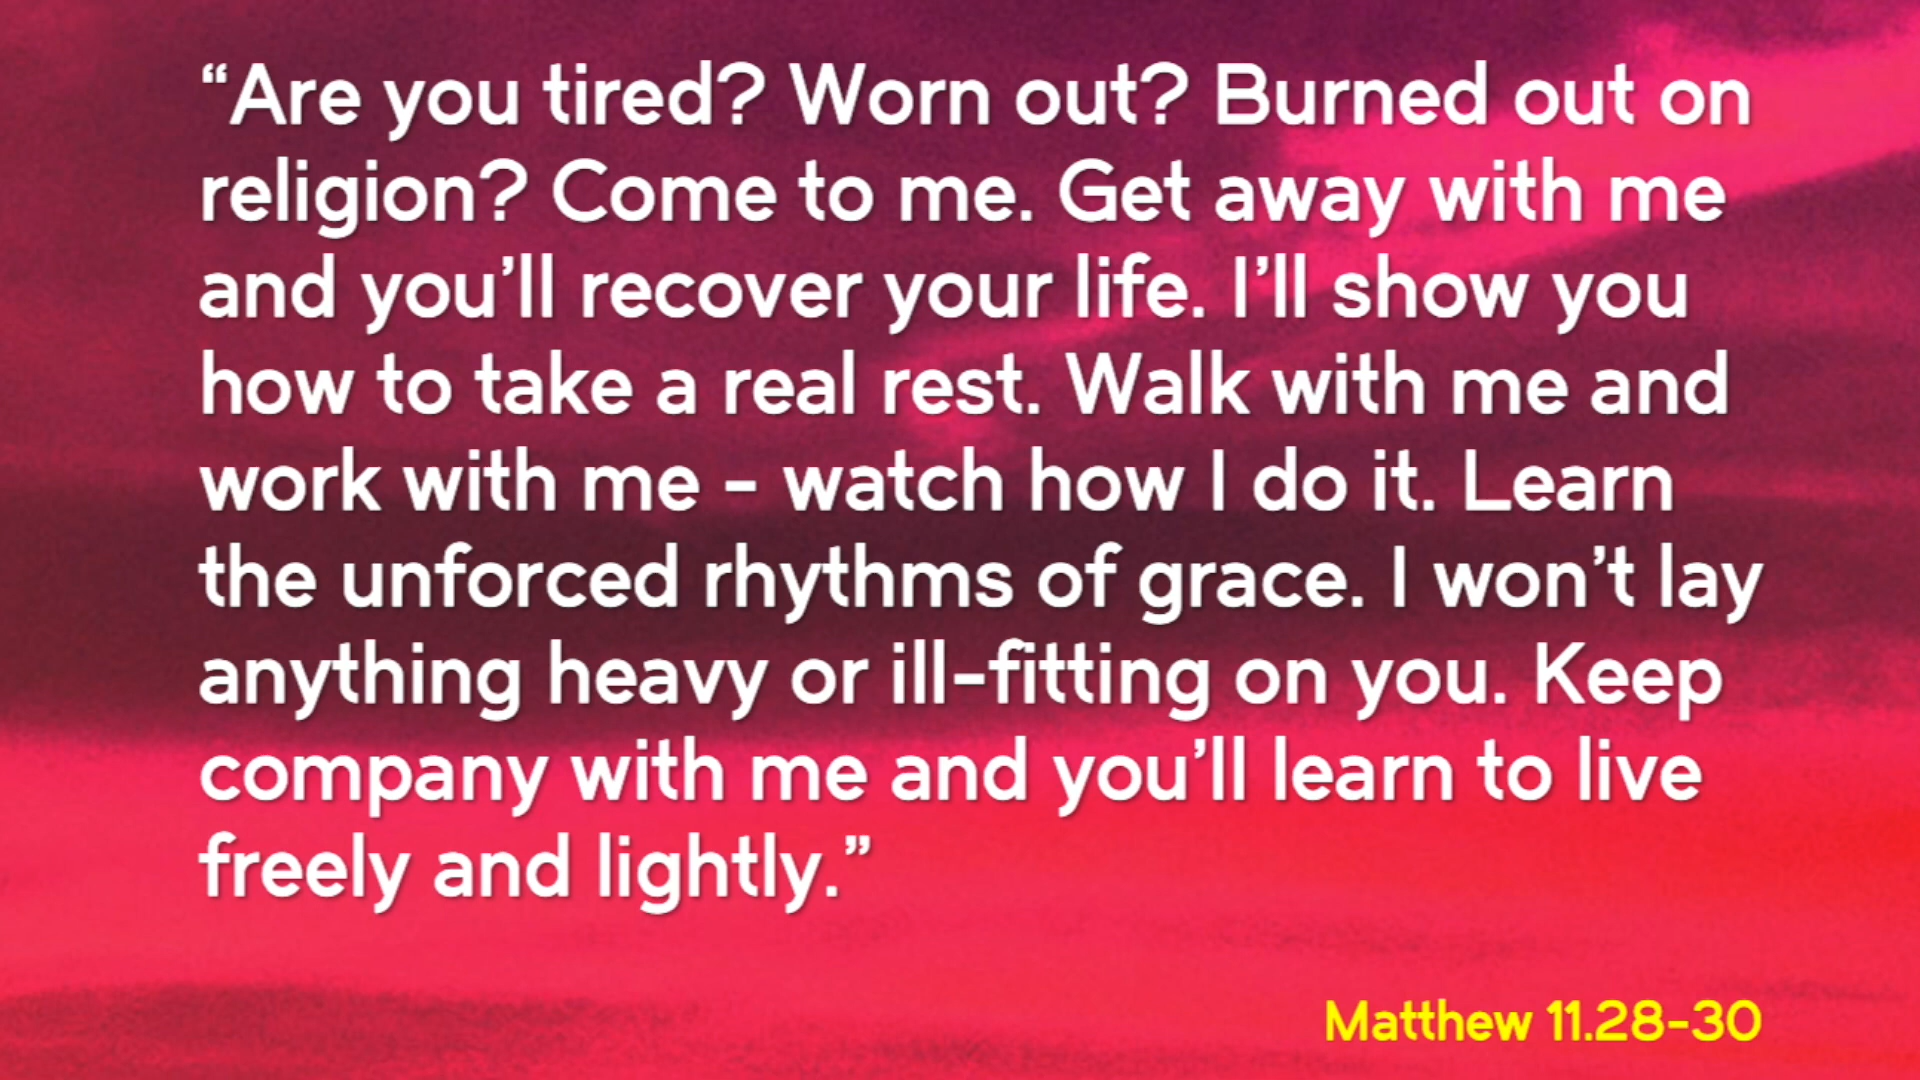 “Are you tired? Worn out? Burned out on
religion? Come to me. Get away with me
and you’ll recover your life. I’ll show you
how to take a real rest. Walk with me and
work with me - watch how I do it. Learn
the unforced rhythms of grace. I won’t lay
anything heavy or ill-fitting on you. Keep
company with me and you’ll learn to live
freely and lightly.”
Matthew 11.28-30